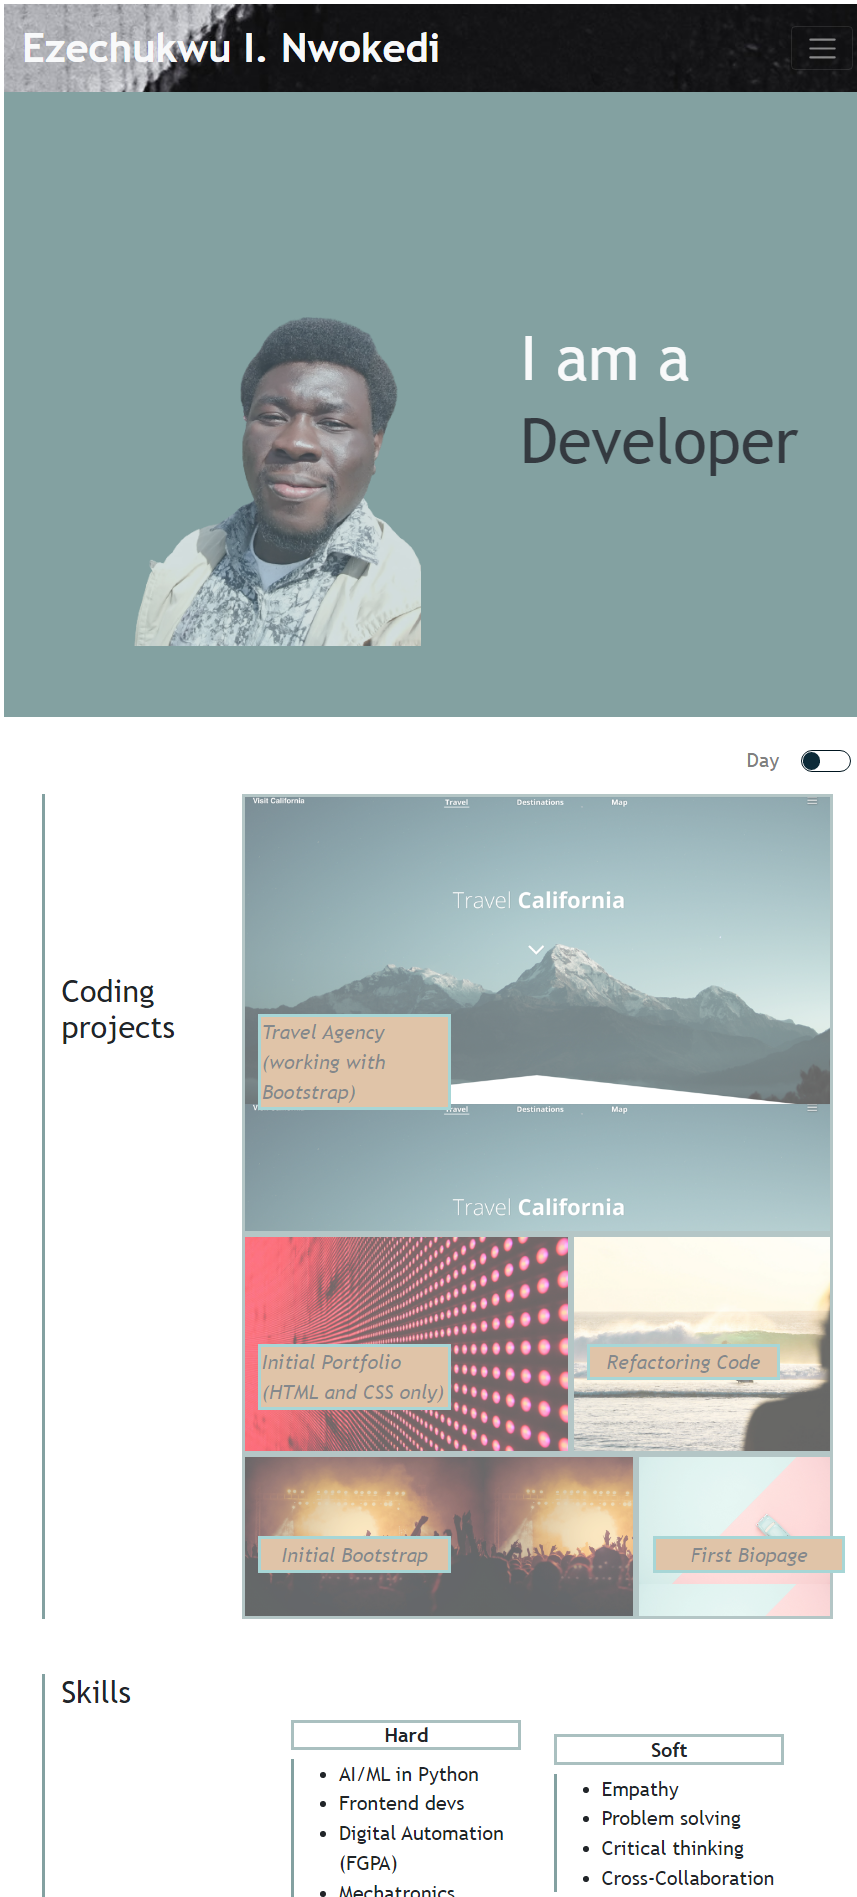 Ezechukwu I. Nwokedi
I am a
Developer
Day
Coding
projects
Visit California
Travel
Destinations
Map
Travel California
Travel Agency
(working with
Bootstrap)
Travel
Destinations
Map
Travel California
Initial Portfolio
(HTML and CSS only)
Refactoring Code
Initial Bootstrap
First Biopage
Skills
Hard
AI/ML in Python
Frontend devs
Digital Automation
(FGPA)
Mechatronics
Soft
Empathy
Problem solving
Critical thinking
Cross-Collaboration